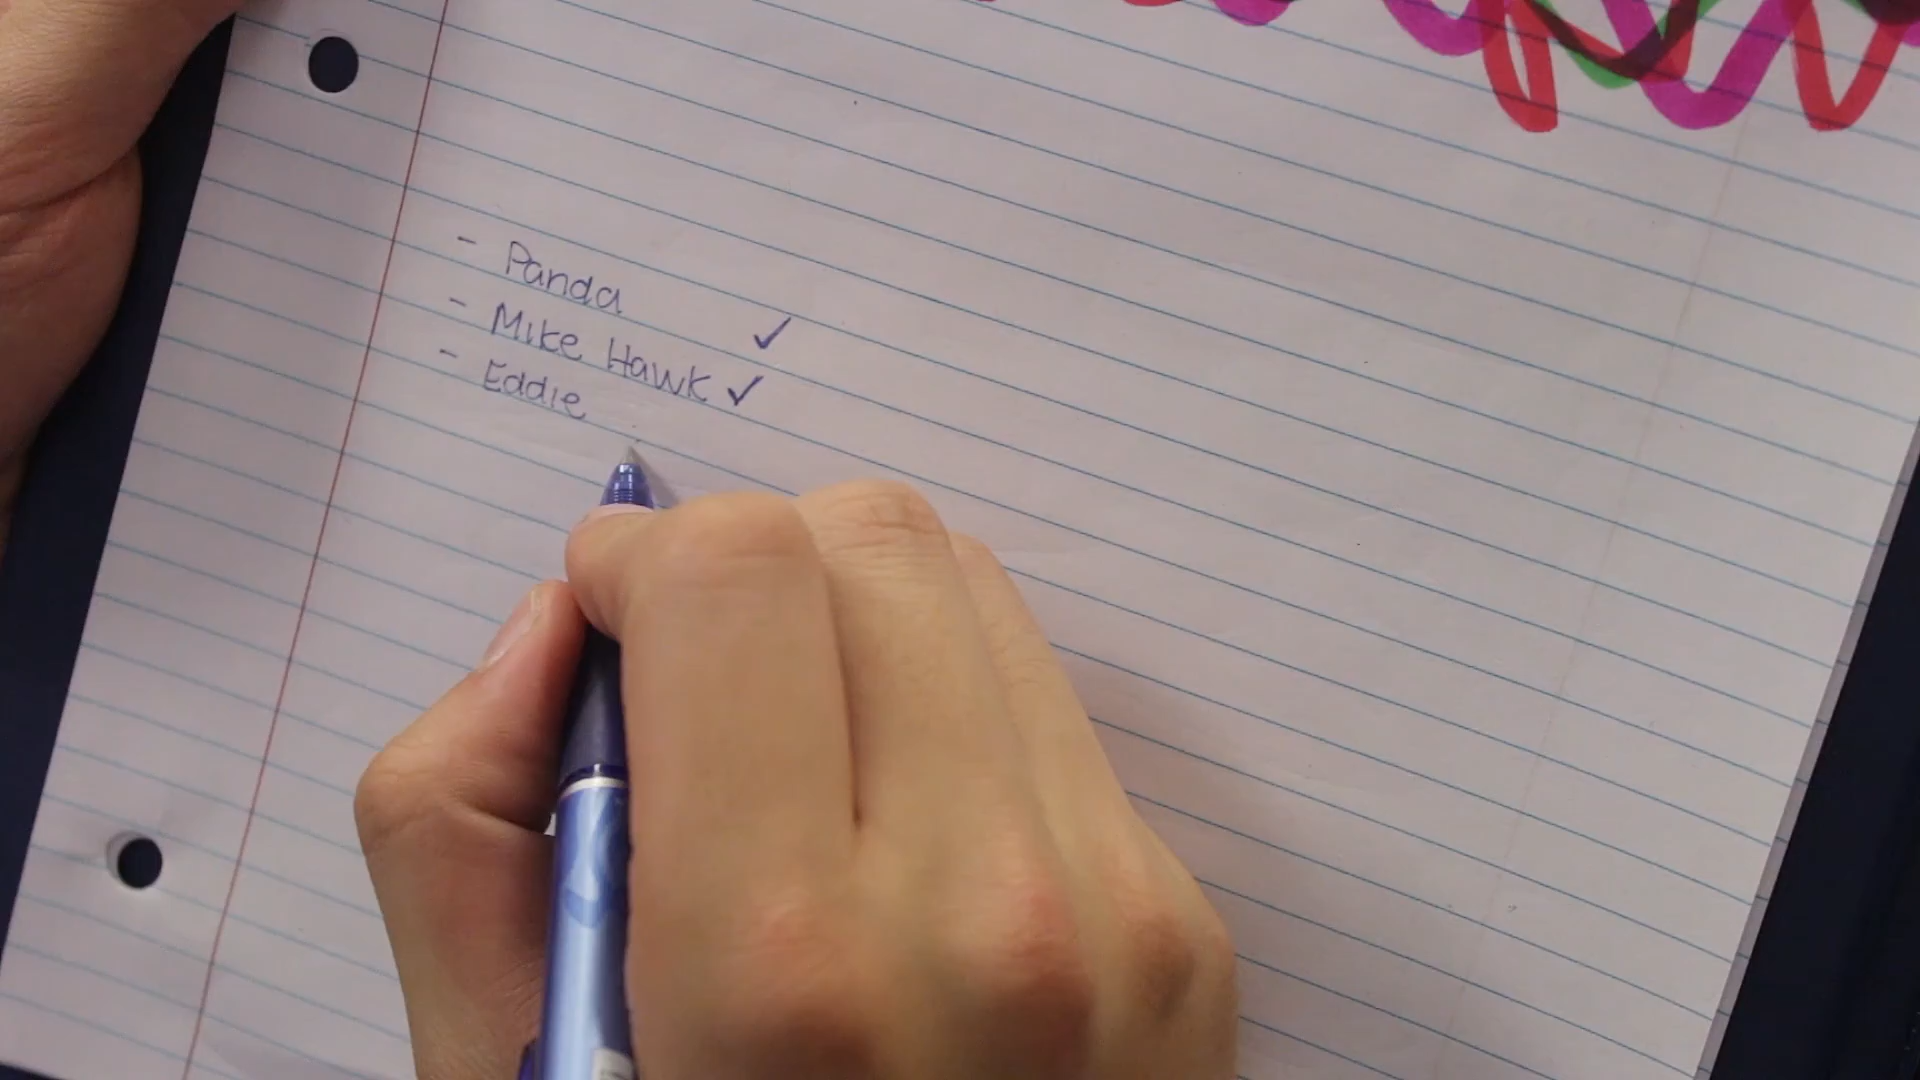 - Panda ✓
- Mike Hawk ✓
- Eddie